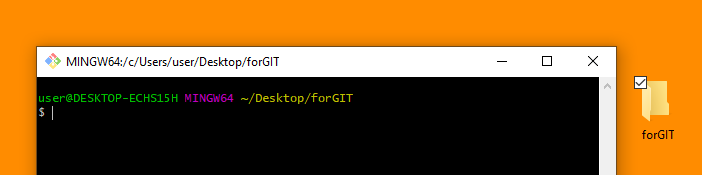 MINGW64:/c/Users/user/Desktop/forGIT
user@DESKTOP-ECHS15H MINGW64 ~/Desktop/forGIT
$
forGIT